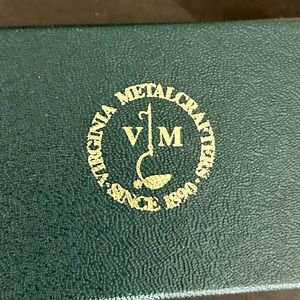 ·VIRGINIA METALCRAFTERS·
V M
·SINCE 1890·